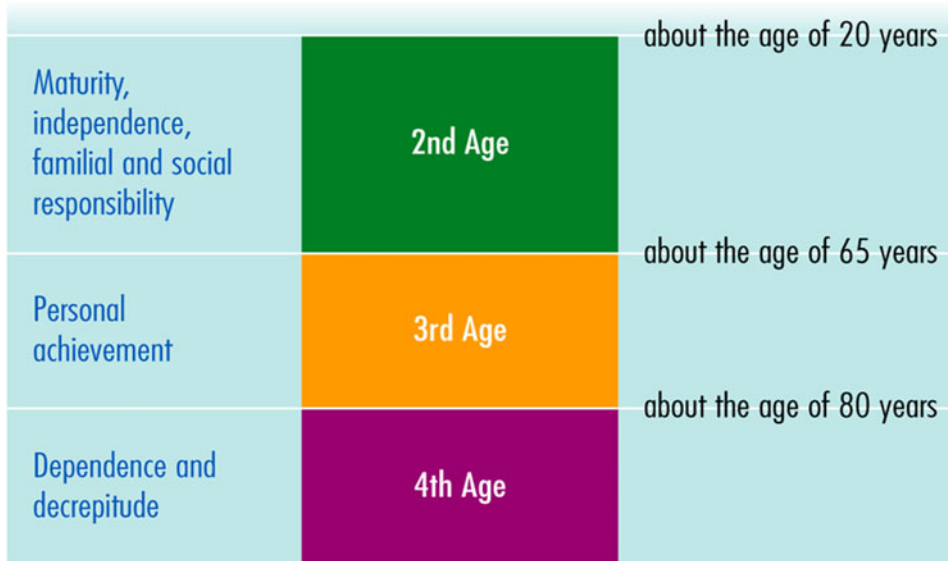 about the age of 20 years
Maturity,
independence,
familial and social
responsibility
2nd Age
about the age of 65 years
Personal
achievement
3rd Age
about the age of 80 years
Dependence and
decrepitude
4th Age